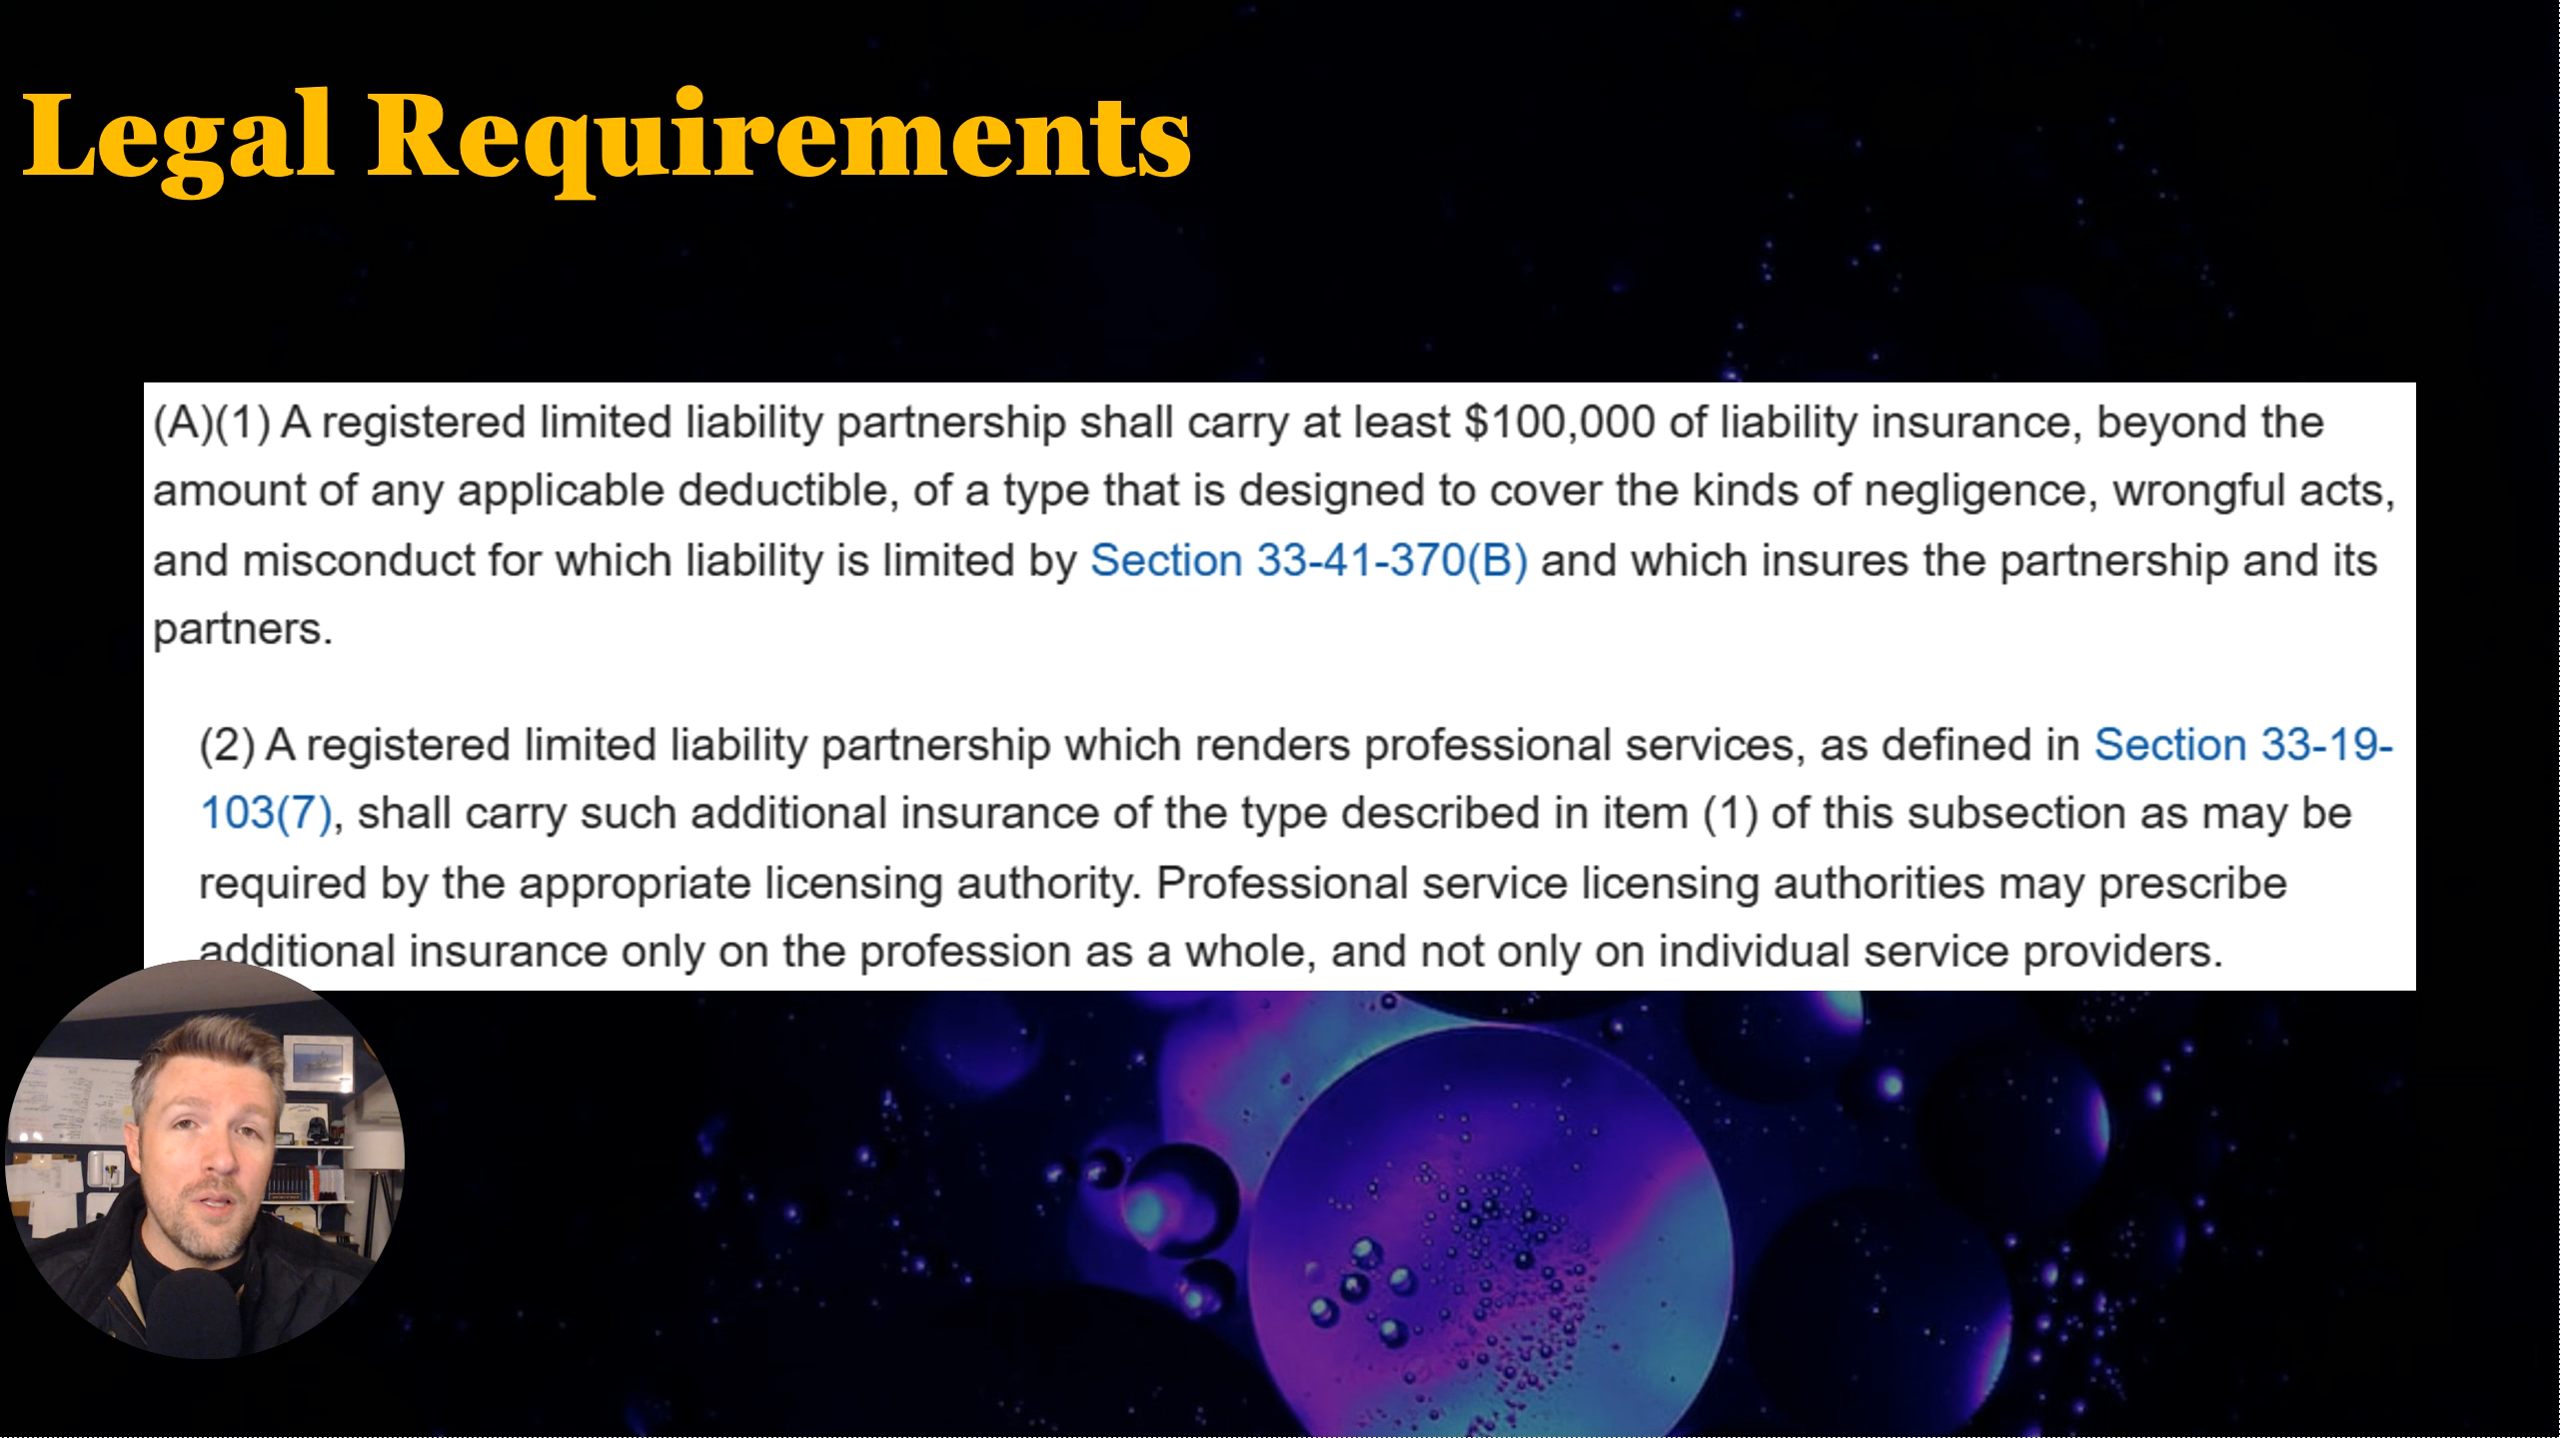 Legal Requirements
(A)(1) A registered limited liability partnership shall carry at least $100,000 of liability insurance, beyond the
amount of any applicable deductible, of a type that is designed to cover the kinds of negligence, wrongful acts,
and misconduct for which liability is limited by Section 33-41-370(B) and which insures the partnership and its
partners.
(2) A registered limited liability partnership which renders professional services, as defined in Section 33-19-
103(7), shall carry such additional insurance of the type described in item (1) of this subsection as may be
required by the appropriate licensing authority. Professional service licensing authorities may prescribe
additional insurance only on the profession as a whole, and not only on individual service providers.